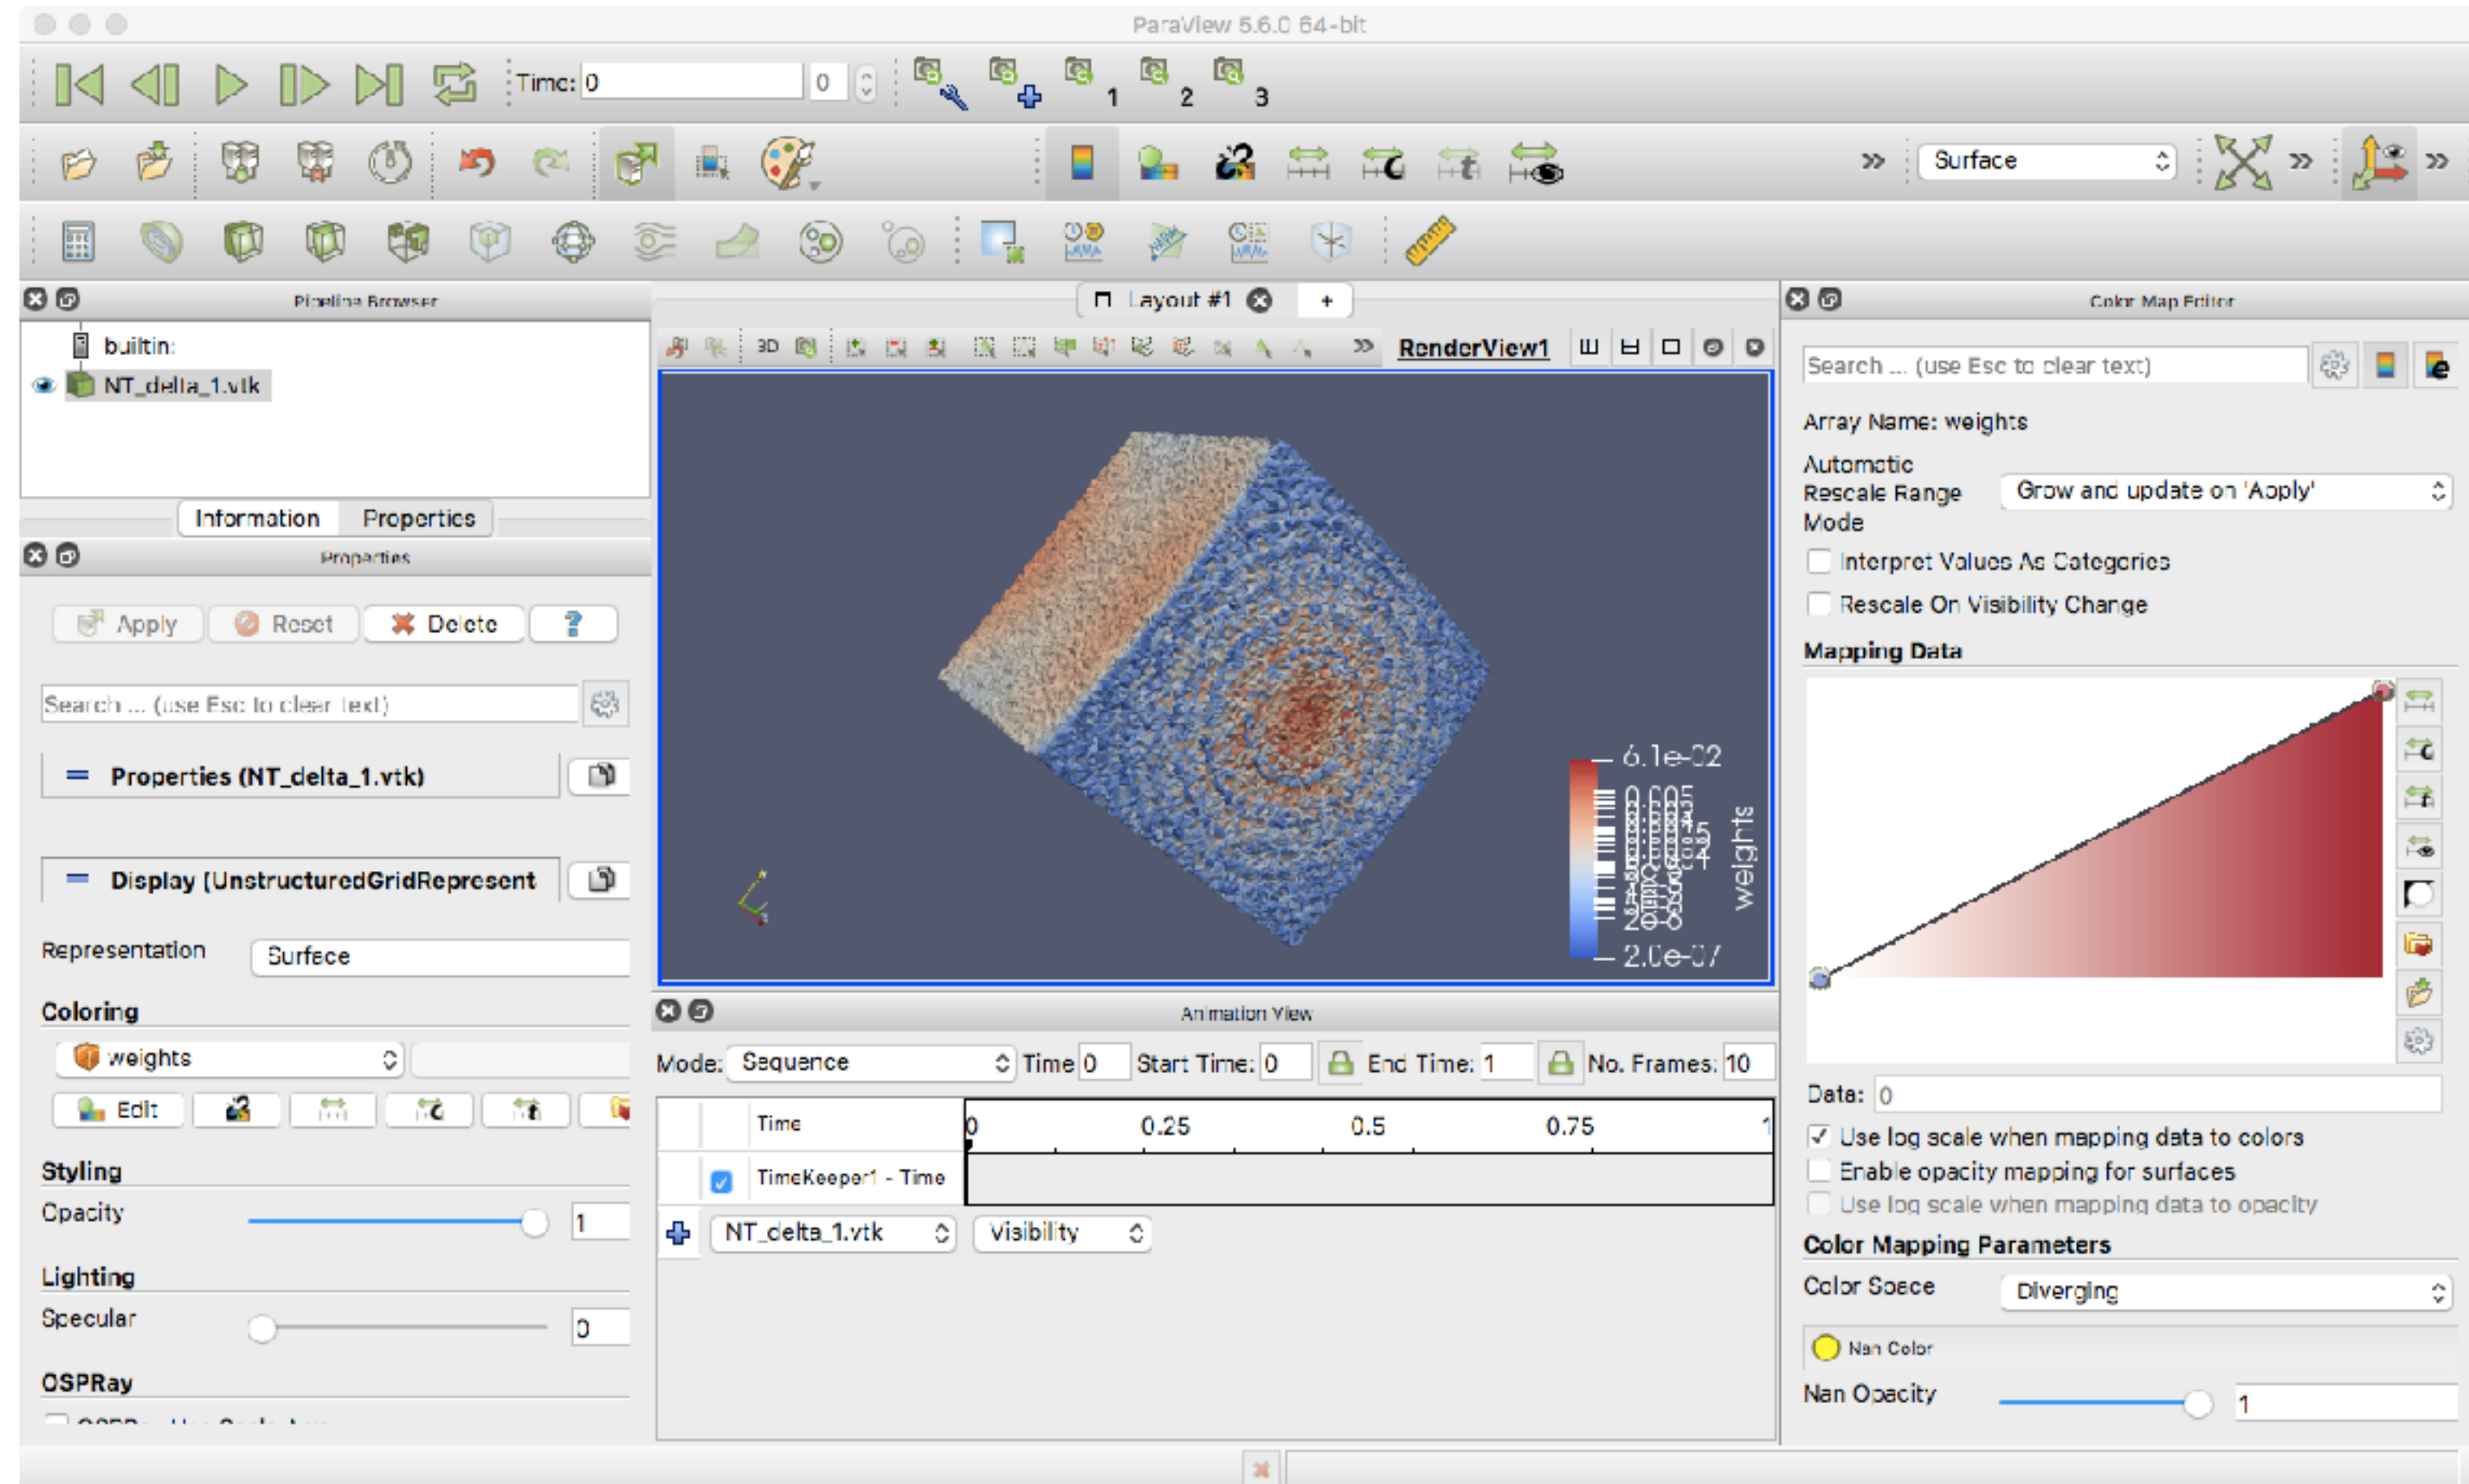 ParaView 5.6.0 64-bit
Time: 0 0
1 2 3
Surface
Pipeline Browser
builtin:
NT_delta_1.vtk
Information Properties
Properties
Apply Reset Delete ?
Search ... (use Esc to clear text)
Properties (NT_delta_1.vtk)
Display (UnstructuredGridRepresent
Representation Surface
Coloring
weights
Edit
Styling
Opacity 1
Lighting
Specular 0
OSPRay
Layout #1 +
3D RenderView1
6.1e-02
2e-6
2.0e-07
weights
Animation View
Mode: Sequence Time 0 Start Time: 0 End Time: 1 No. Frames: 10
Time 0 0.25 0.5 0.75 1
TimeKeeper1 - Time
NT_delta_1.vtk Visibility
Color Map Editor
Search ... (use Esc to clear text)
Array Name: weights
Automatic
Rescale Range
Mode
Grow and update on 'Apply'
Interpret Values As Categories
Rescale On Visibility Change
Mapping Data
Data: 0
Use log scale when mapping data to colors
Enable opacity mapping for surfaces
Use log scale when mapping data to opacity
Color Mapping Parameters
Color Space Diverging
Nan Color
Nan Opacity 1